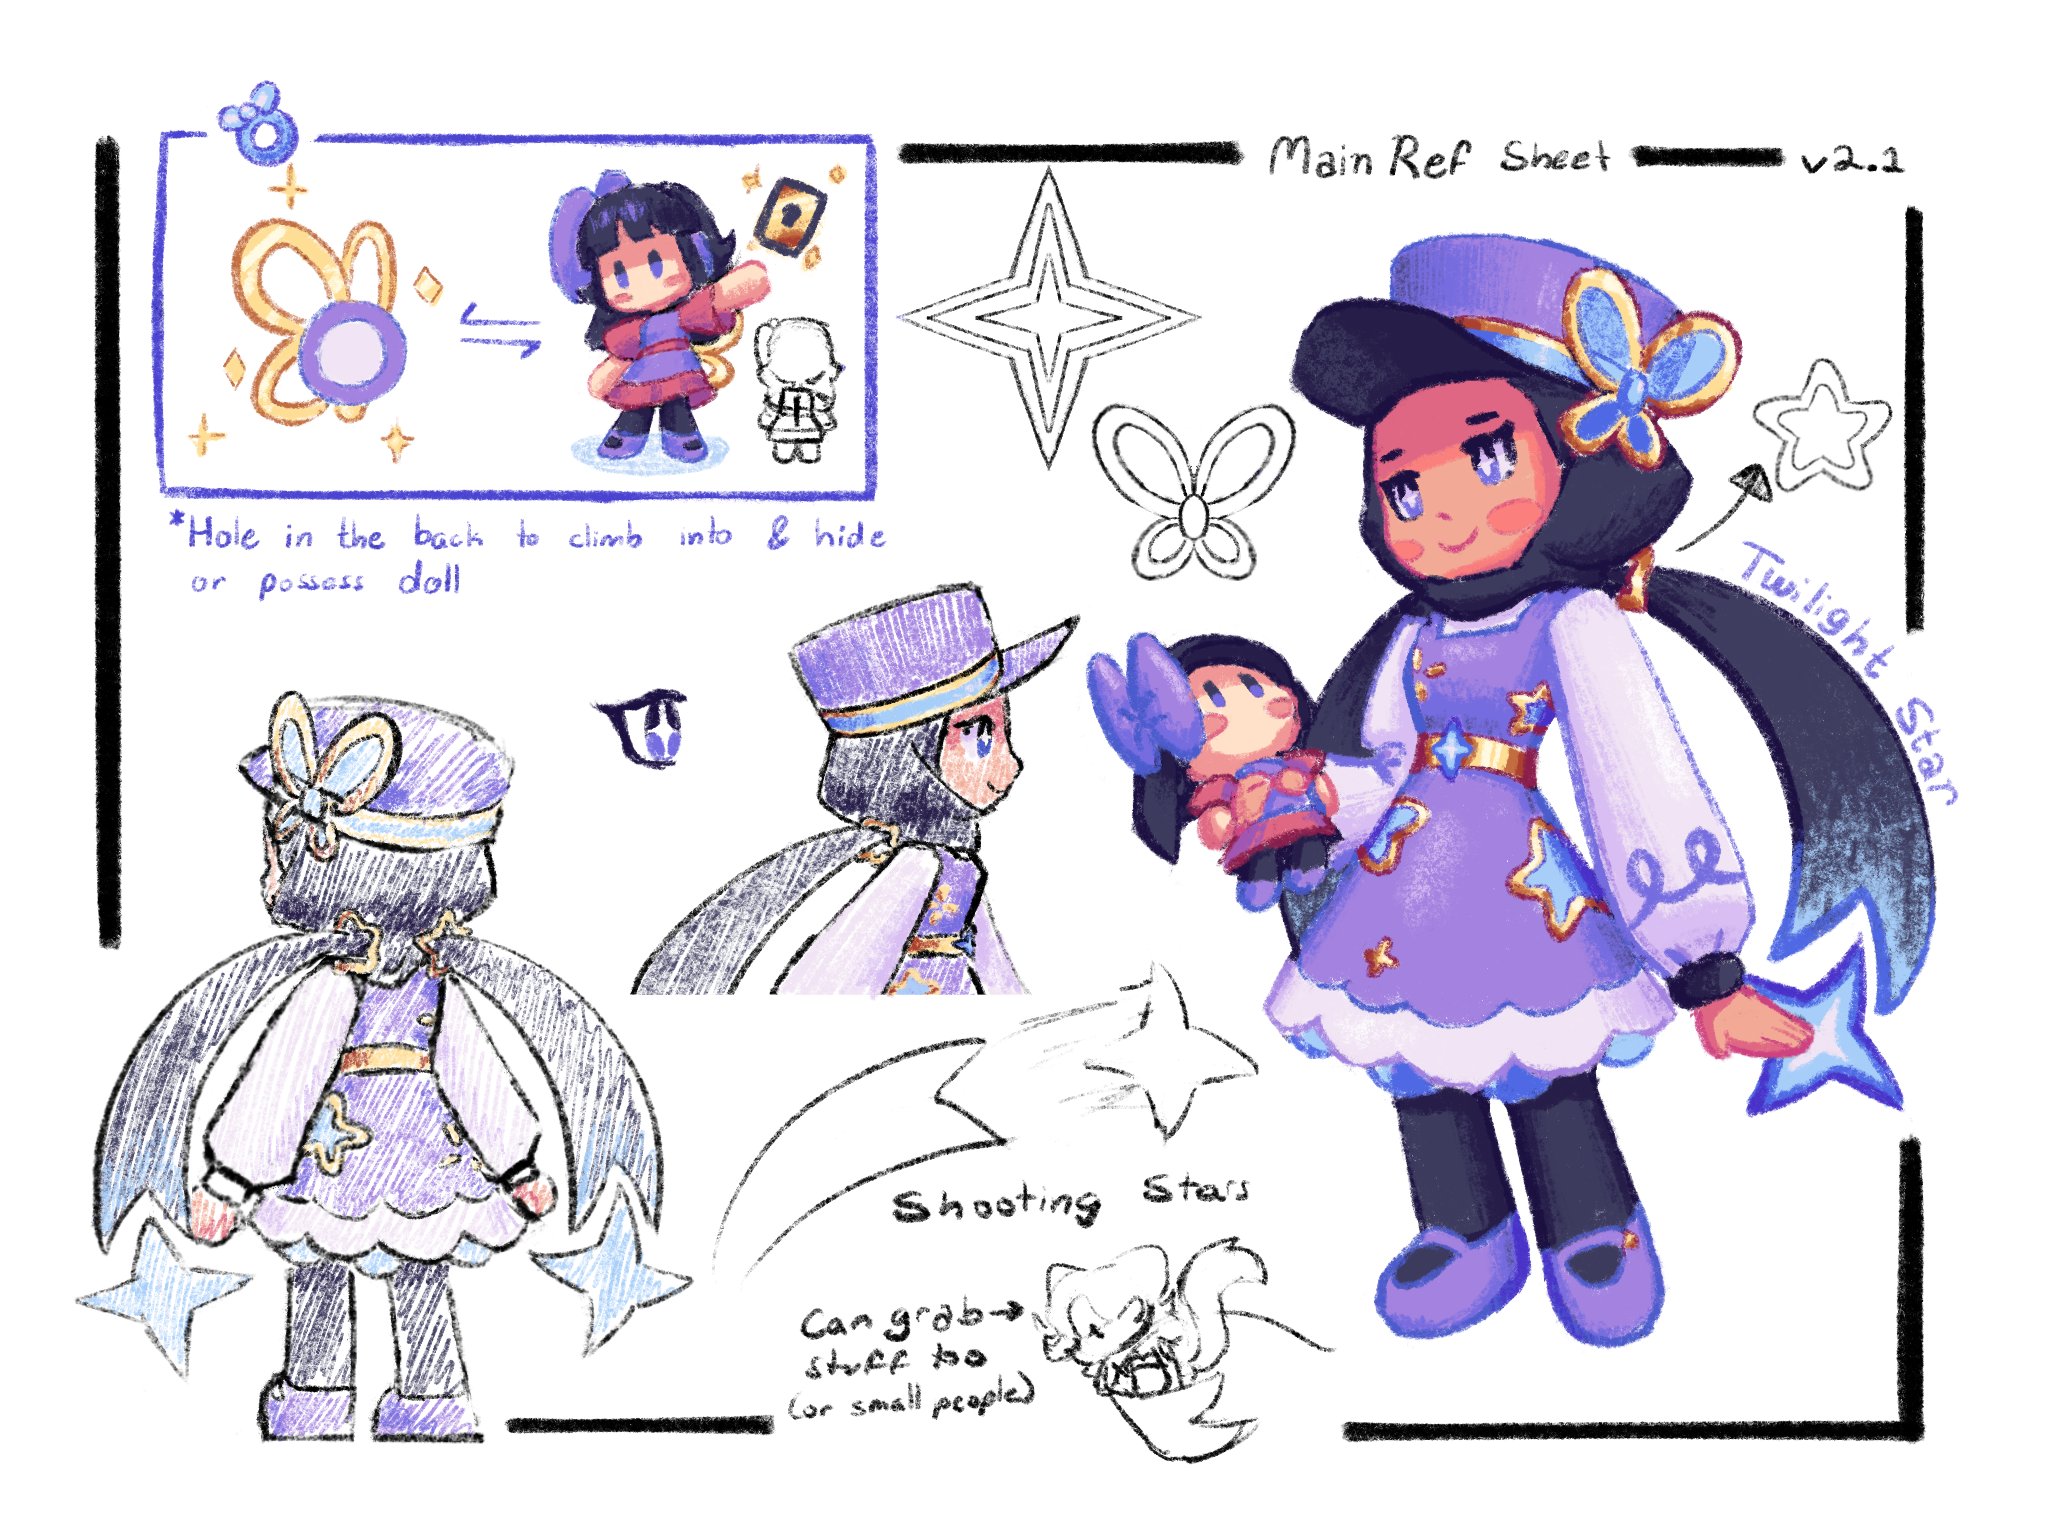 Main Ref Sheet
v2.1
*Hole in the back to climb into & hide
or possess doll
Twilight Star
Shooting Stars
Can grab →
stuff too
(or small people)